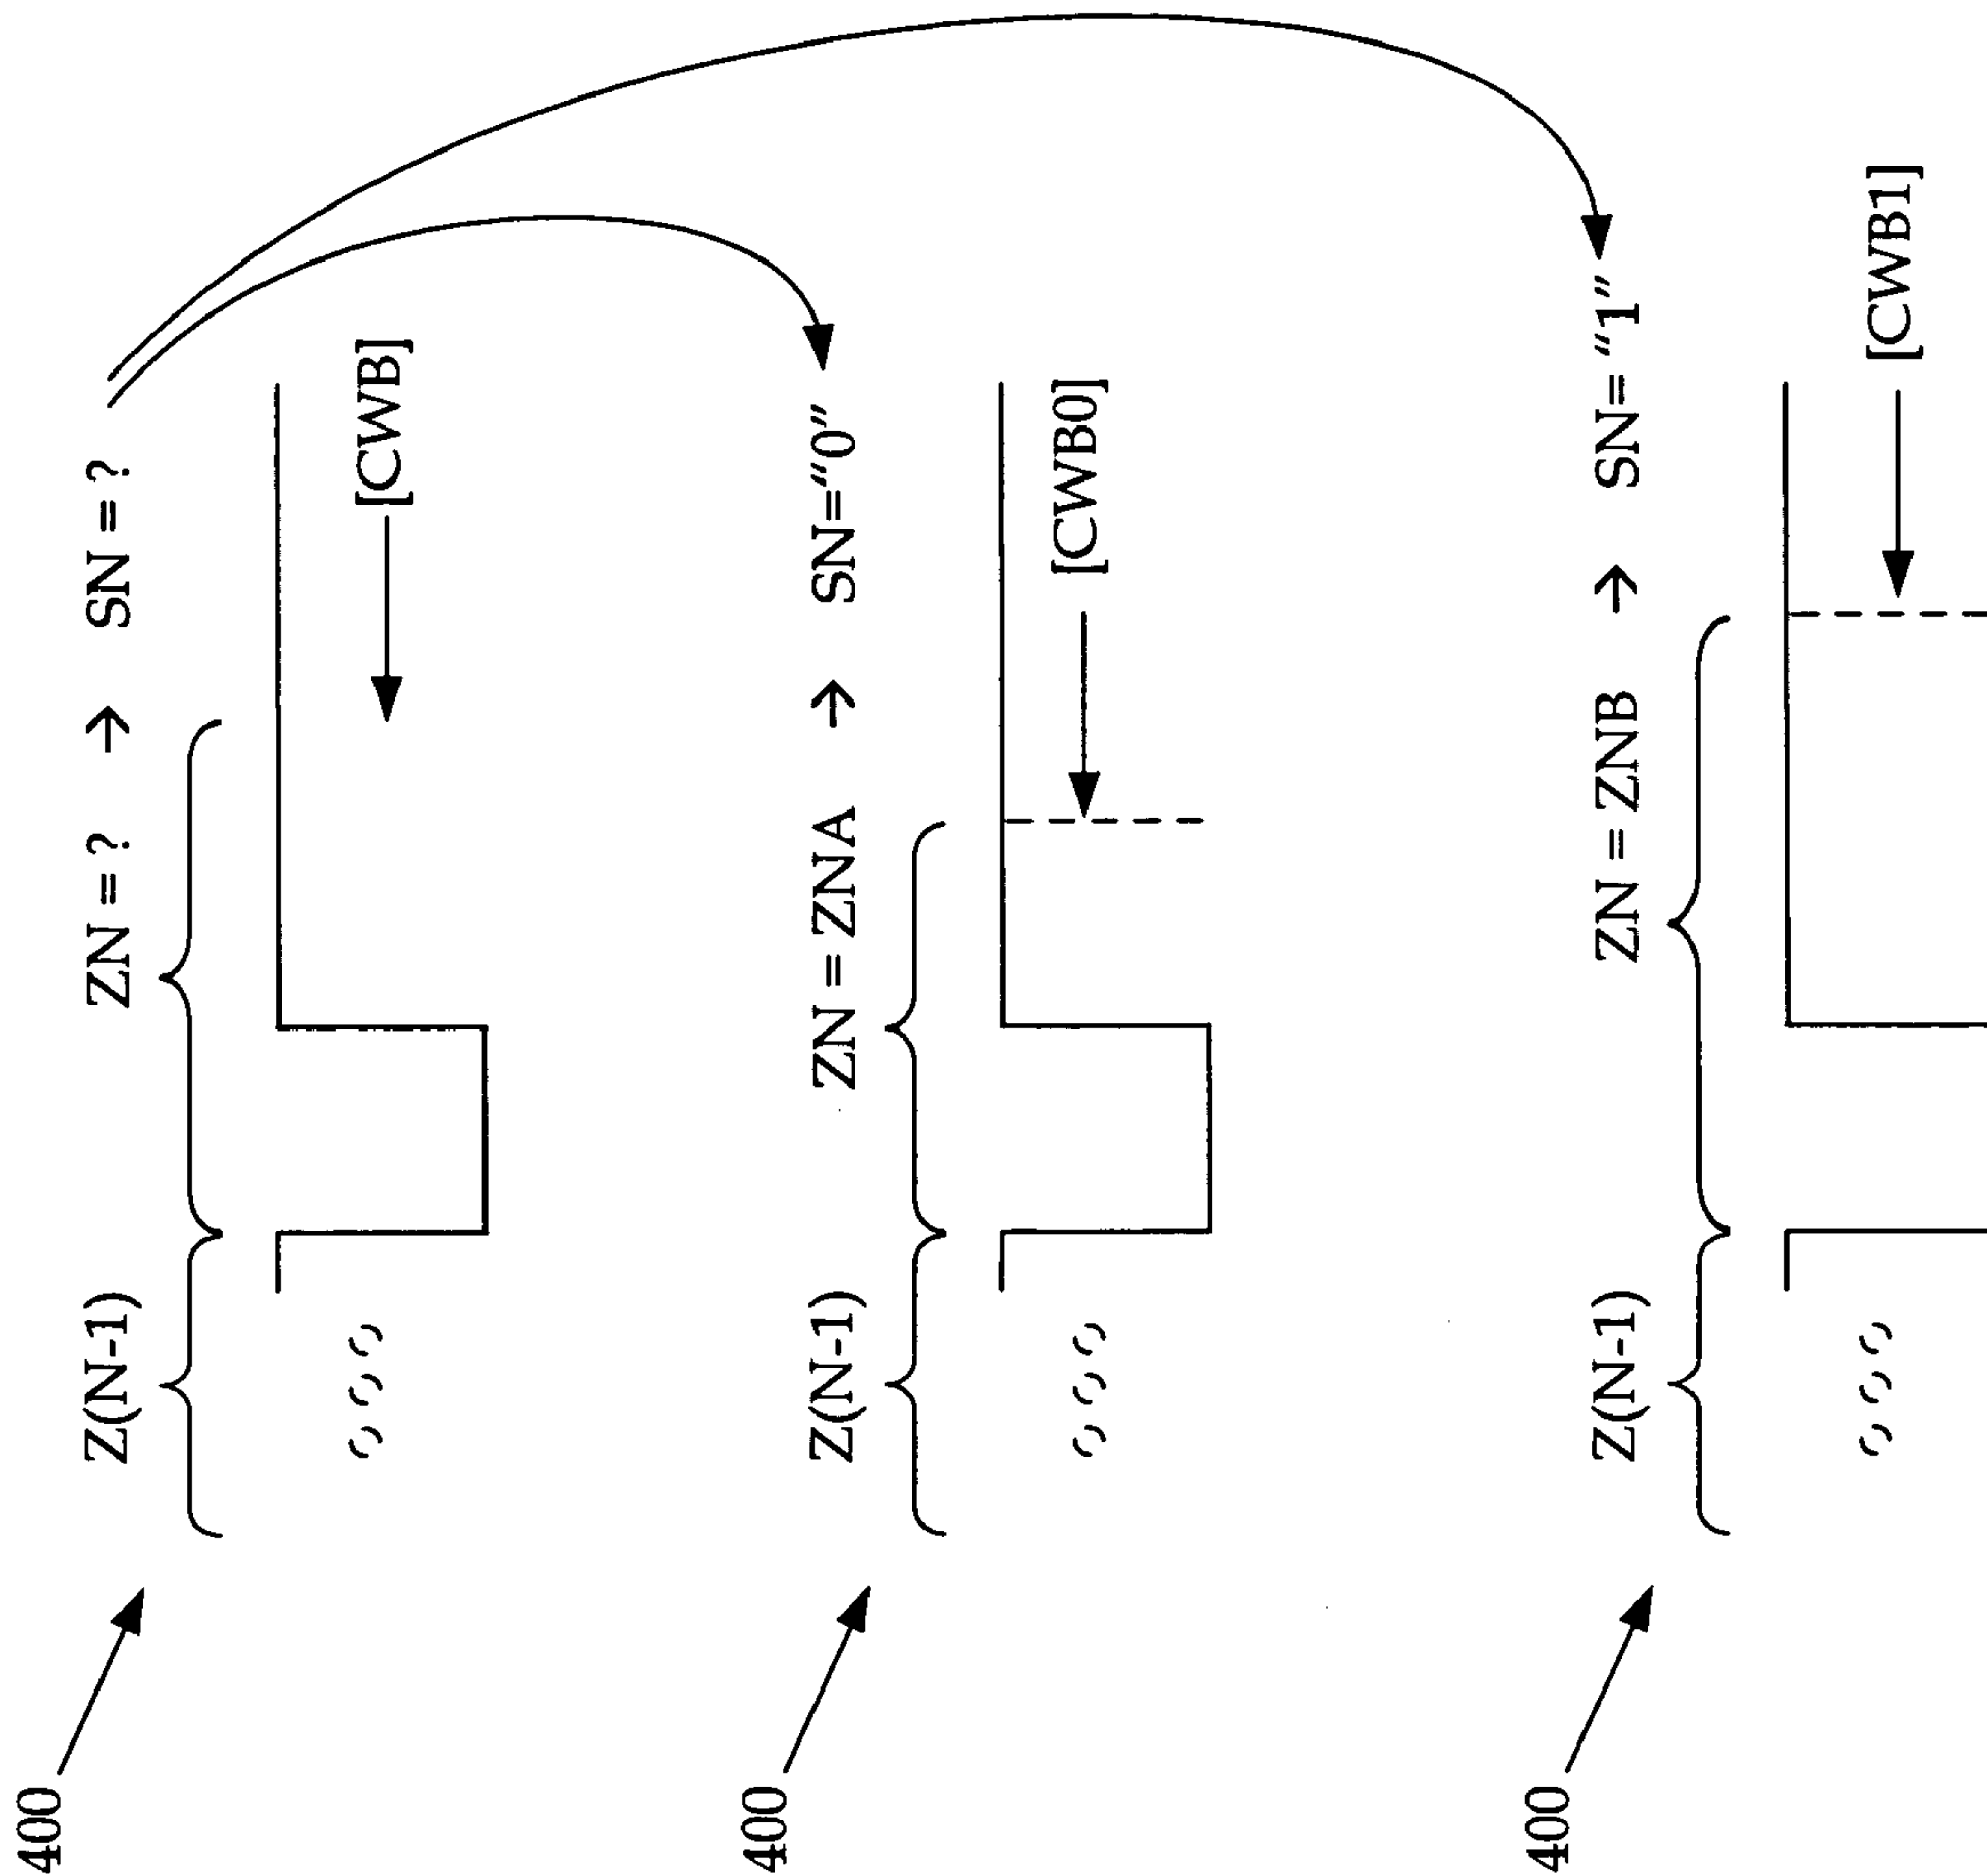 400
Z(N-1) ZN = ? → SN = ?
[CWB]
400
Z(N-1) ZN = ZNA → SN=“0”
[CWB0]
400
Z(N-1) ZN = ZNB → SN=“1”
[CWB1]